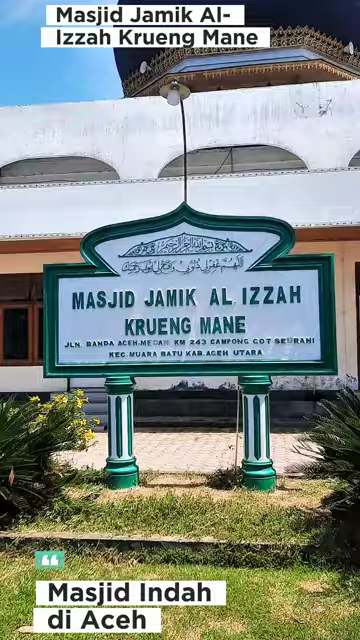 Masjid Jamik Al-
Izzah Krueng Mane
MASJID JAMIK AL IZZAH
KRUENG MANE
JLN. BANDA ACEH-MEDAN KM 243 CAMPONG COT SEURANI
KEC.MUARA BATU KAB.ACEH UTARA
Masjid Indah
di Aceh